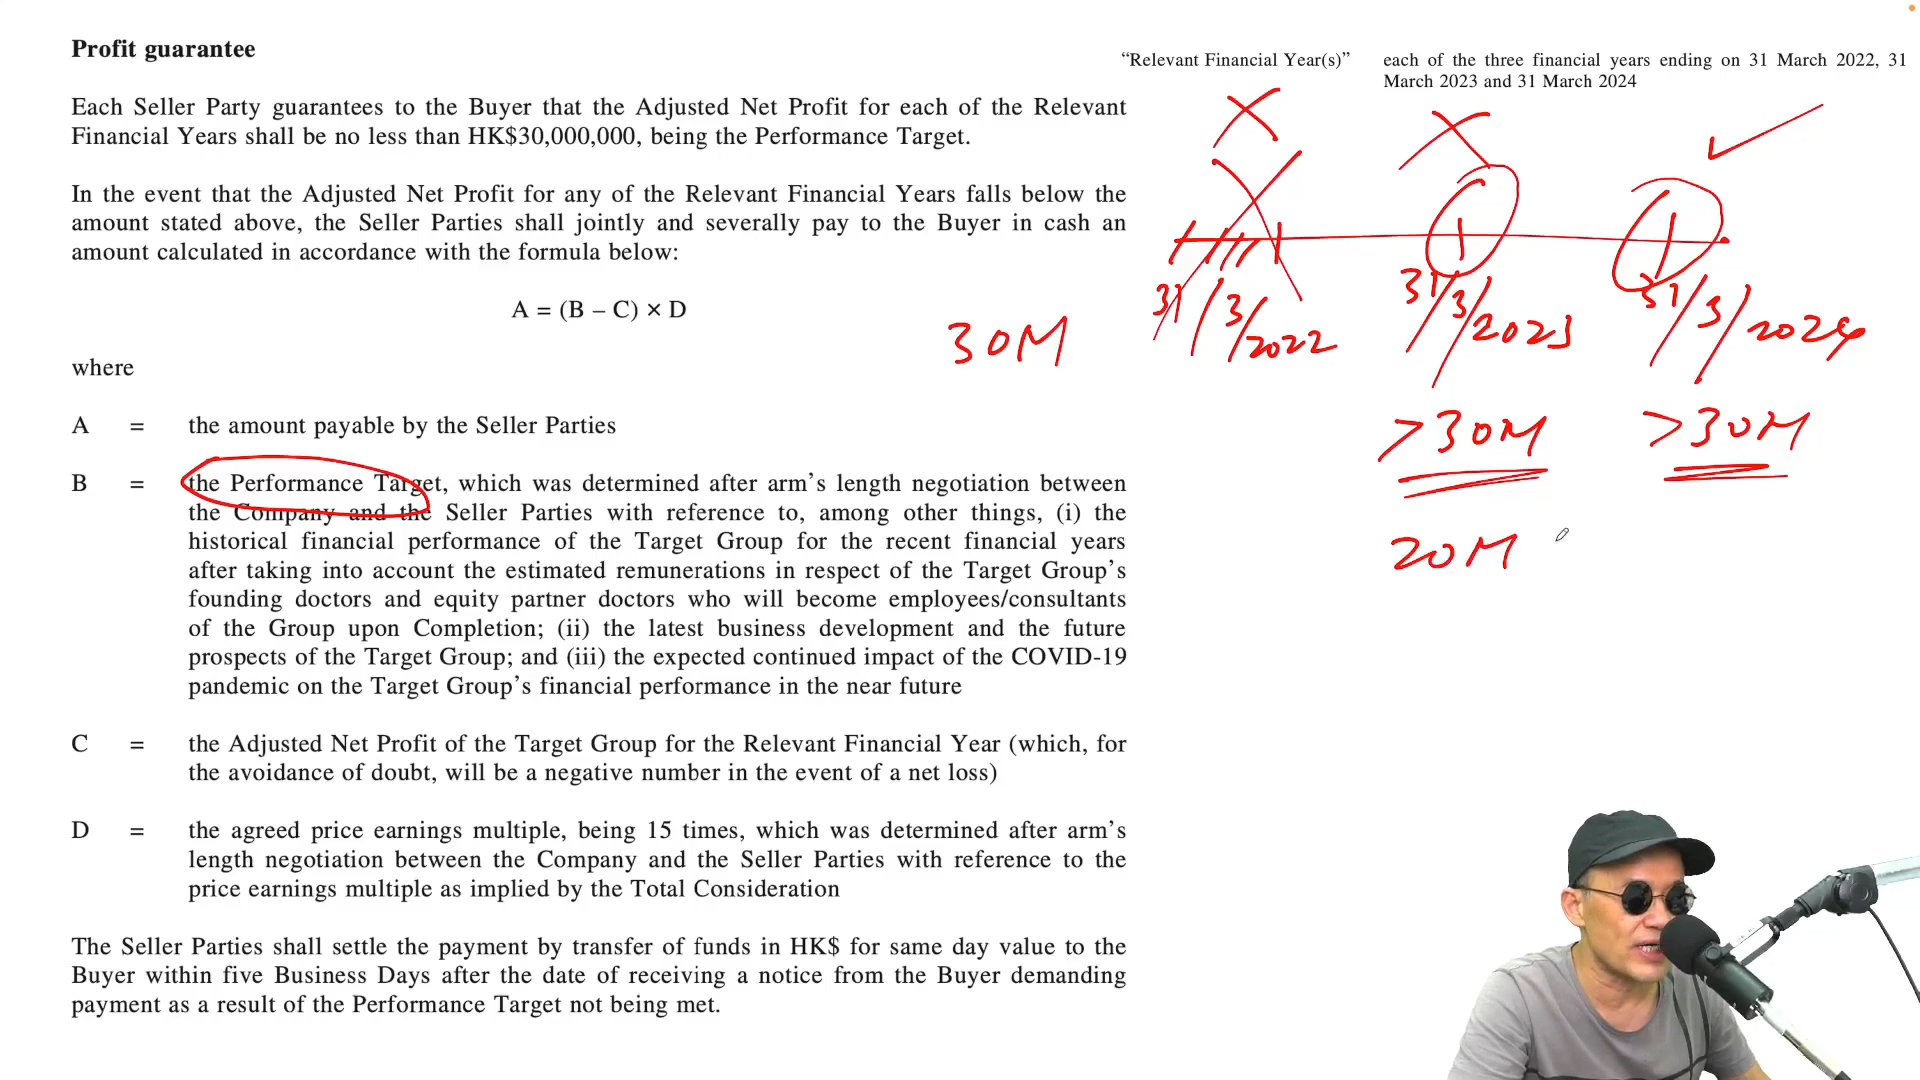 Profit guarantee
“Relevant Financial Year(s)” each of the three financial years ending on 31 March 2022, 31
March 2023 and 31 March 2024
Each Seller Party guarantees to the Buyer that the Adjusted Net Profit for each of the Relevant
Financial Years shall be no less than HK$30,000,000, being the Performance Target.
In the event that the Adjusted Net Profit for any of the Relevant Financial Years falls below the
amount stated above, the Seller Parties shall jointly and severally pay to the Buyer in cash an
amount calculated in accordance with the formula below:
A = (B – C) × D
where
A = the amount payable by the Seller Parties
B = the Performance Target, which was determined after arm’s length negotiation between
the Company and the Seller Parties with reference to, among other things, (i) the
historical financial performance of the Target Group for the recent financial years
after taking into account the estimated remunerations in respect of the Target Group’s
founding doctors and equity partner doctors who will become employees/consultants
of the Group upon Completion; (ii) the latest business development and the future
prospects of the Target Group; and (iii) the expected continued impact of the COVID-19
pandemic on the Target Group’s financial performance in the near future
C = the Adjusted Net Profit of the Target Group for the Relevant Financial Year (which, for
the avoidance of doubt, will be a negative number in the event of a net loss)
D = the agreed price earnings multiple, being 15 times, which was determined after arm’s
length negotiation between the Company and the Seller Parties with reference to the
price earnings multiple as implied by the Total Consideration
The Seller Parties shall settle the payment by transfer of funds in HK$ for same day value to the
Buyer within five Business Days after the date of receiving a notice from the Buyer demanding
payment as a result of the Performance Target not being met.
31/3/2022 31/3/2023 31/3/2024
30M
>30M >30M
20M